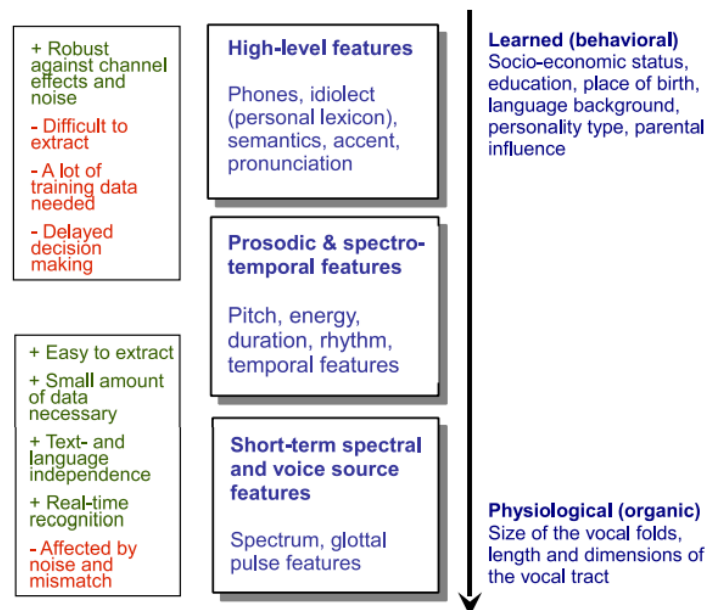 + Robust
against channel
effects and
noise
- Difficult to
extract
- A lot of
training data
needed
- Delayed
decision
making
+ Easy to extract
+ Small amount
of data
necessary
+ Text- and
language
independence
+ Real-time
recognition
- Affected by
noise and
mismatch
High-level features
Phones, idiolect
(personal lexicon),
semantics, accent,
pronunciation
Prosodic & spectro-
temporal features
Pitch, energy,
duration, rhythm,
temporal features
Short-term spectral
and voice source
features
Spectrum, glottal
pulse features
Learned (behavioral)
Socio-economic status,
education, place of birth,
language background,
personality type, parental
influence
Physiological (organic)
Size of the vocal folds,
length and dimensions of
the vocal tract